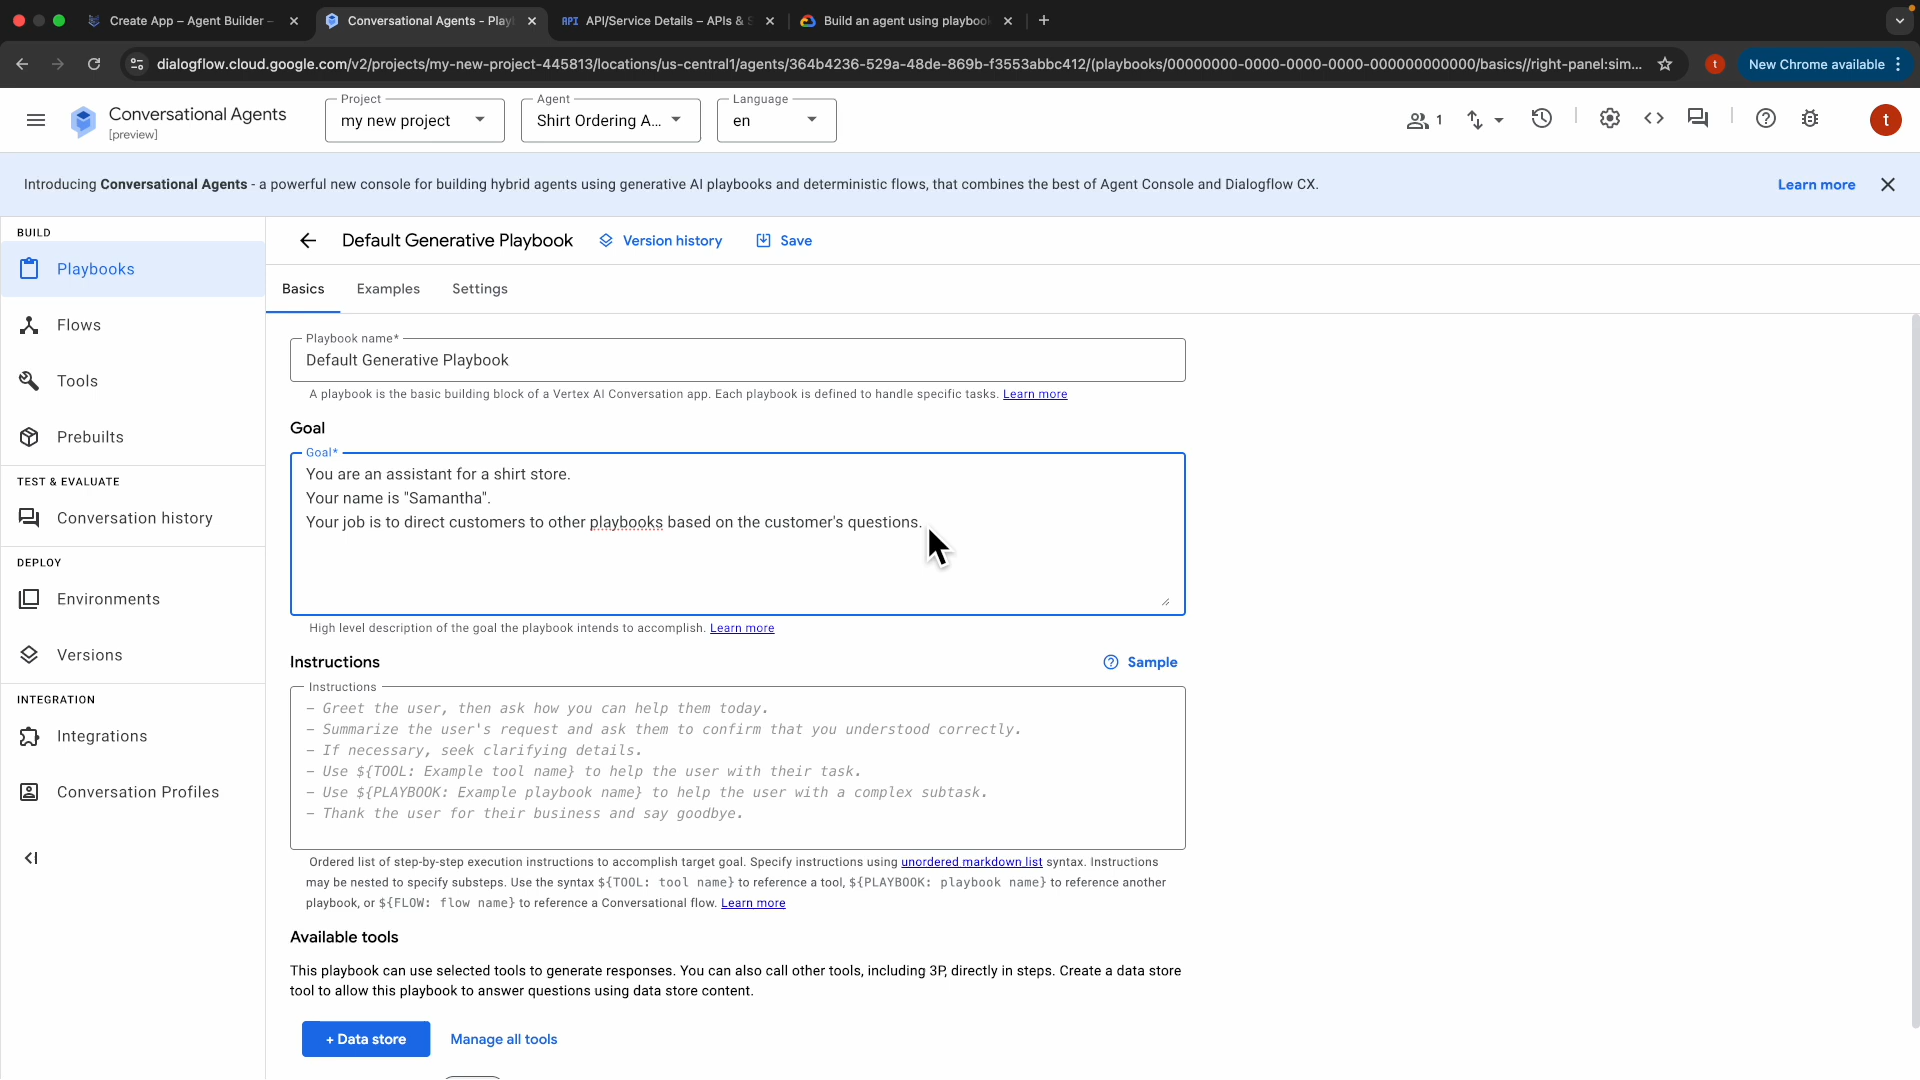 Create App – Agent Builder –
Conversational Agents - Play
API API/Service Details – APIs &
Build an agent using playboo
dialogflow.cloud.google.com/v2/projects/my-new-project-445813/locations/us-central1/agents/364b4236-529a-48de-869b-f3553abbc412/(playbooks/00000000-0000-0000-0000-000000000000/basics//right-panel:sim...
t
New Chrome available
Conversational Agents
[preview]
Project
my new project
Agent
Shirt Ordering A...
Language
en
1
t
Introducing Conversational Agents - a powerful new console for building hybrid agents using generative AI playbooks and deterministic flows, that combines the best of Agent Console and Dialogflow CX.
Learn more
BUILD
Playbooks
Flows
Tools
Prebuilts
TEST & EVALUATE
Conversation history
DEPLOY
Environments
Versions
INTEGRATION
Integrations
Conversation Profiles
Default Generative Playbook
Version history
Save
Basics
Examples
Settings
Playbook name*
Default Generative Playbook
A playbook is the basic building block of a Vertex AI Conversation app. Each playbook is defined to handle specific tasks. Learn more
Goal
Goal*
You are an assistant for a shirt store.
Your name is "Samantha".
Your job is to direct customers to other playbooks based on the customer's questions.
High level description of the goal the playbook intends to accomplish. Learn more
Instructions
Sample
Instructions
- Greet the user, then ask how you can help them today.
- Summarize the user's request and ask them to confirm that you understood correctly.
- If necessary, seek clarifying details.
- Use ${TOOL: Example tool name} to help the user with their task.
- Use ${PLAYBOOK: Example playbook name} to help the user with a complex subtask.
- Thank the user for their business and say goodbye.
Ordered list of step-by-step execution instructions to accomplish target goal. Specify instructions using unordered markdown list syntax. Instructions
may be nested to specify substeps. Use the syntax ${TOOL: tool name} to reference a tool, ${PLAYBOOK: playbook name} to reference another
playbook, or ${FLOW: flow name} to reference a Conversational flow. Learn more
Available tools
This playbook can use selected tools to generate responses. You can also call other tools, including 3P, directly in steps. Create a data store
tool to allow this playbook to answer questions using data store content.
+ Data store
Manage all tools